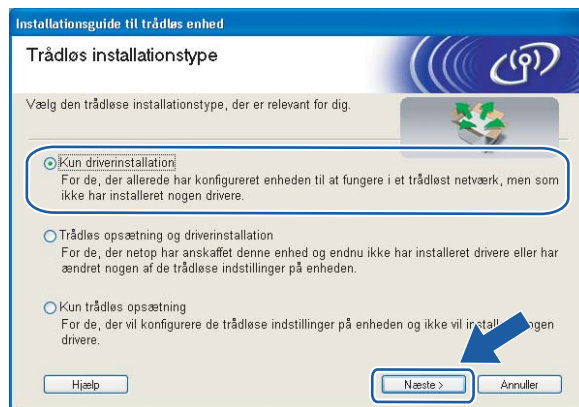 Installationsguide til trådløs enhed
Trådløs installationstype
Vælg den trådløse installationstype, der er relevant for dig.
Kun driverinstallation
For de, der allerede har konfigureret enheden til at fungere i et trådløst netværk, men som
ikke har installeret nogen drivere.
Trådløs opsætning og driverinstallation
For de, der netop har anskaffet denne enhed og endnu ikke har installeret drivere eller har
ændret nogen af de trådløse indstillinger på enheden.
Kun trådløs opsætning
For de, der vil konfigurere de trådløse indstillinger på enheden og ikke vil
drivere.
Hjælp
Næste >
Annuller